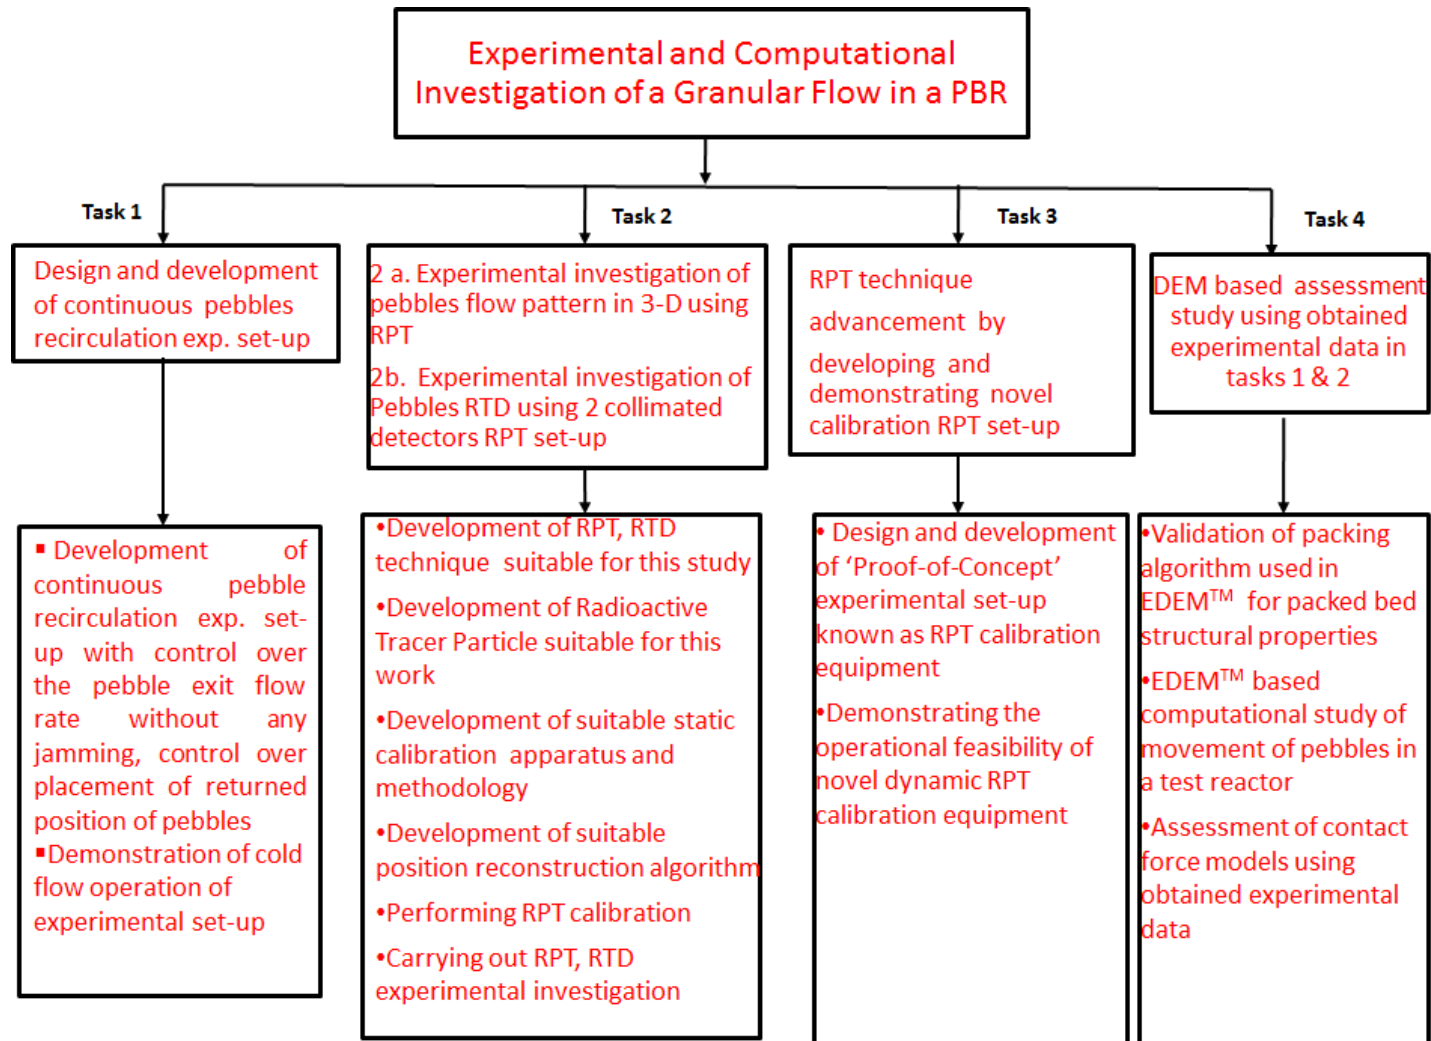 Experimental and Computational
Investigation of a Granular Flow in a PBR
Task 1
Task 2
Task 3
Task 4
Design and development
of continuous pebbles
recirculation exp. set-up
2 a. Experimental investigation of
pebbles flow pattern in 3-D using
RPT
2b. Experimental investigation of
Pebbles RTD using 2 collimated
detectors RPT set-up
RPT technique
advancement by
developing and
demonstrating novel
calibration RPT set-up
DEM based assessment
study using obtained
experimental data in
tasks 1 & 2
▪ Development of
continuous pebble
recirculation exp. set-
up with control over
the pebble exit flow
rate without any
jamming, control over
placement of returned
position of pebbles
▪Demonstration of cold
flow operation of
experimental set-up
•Development of RPT, RTD
technique suitable for this study
•Development of Radioactive
Tracer Particle suitable for this
work
•Development of suitable static
calibration apparatus and
methodology
•Development of suitable
position reconstruction algorithm
•Performing RPT calibration
•Carrying out RPT, RTD
experimental investigation
• Design and development
of ‘Proof-of-Concept’
experimental set-up
known as RPT calibration
equipment
•Demonstrating the
operational feasibility of
novel dynamic RPT
calibration equipment
•Validation of packing
algorithm used in
EDEM™ for packed bed
structural properties
•EDEM™ based
computational study of
movement of pebbles in
a test reactor
•Assessment of contact
force models using
obtained experimental
data